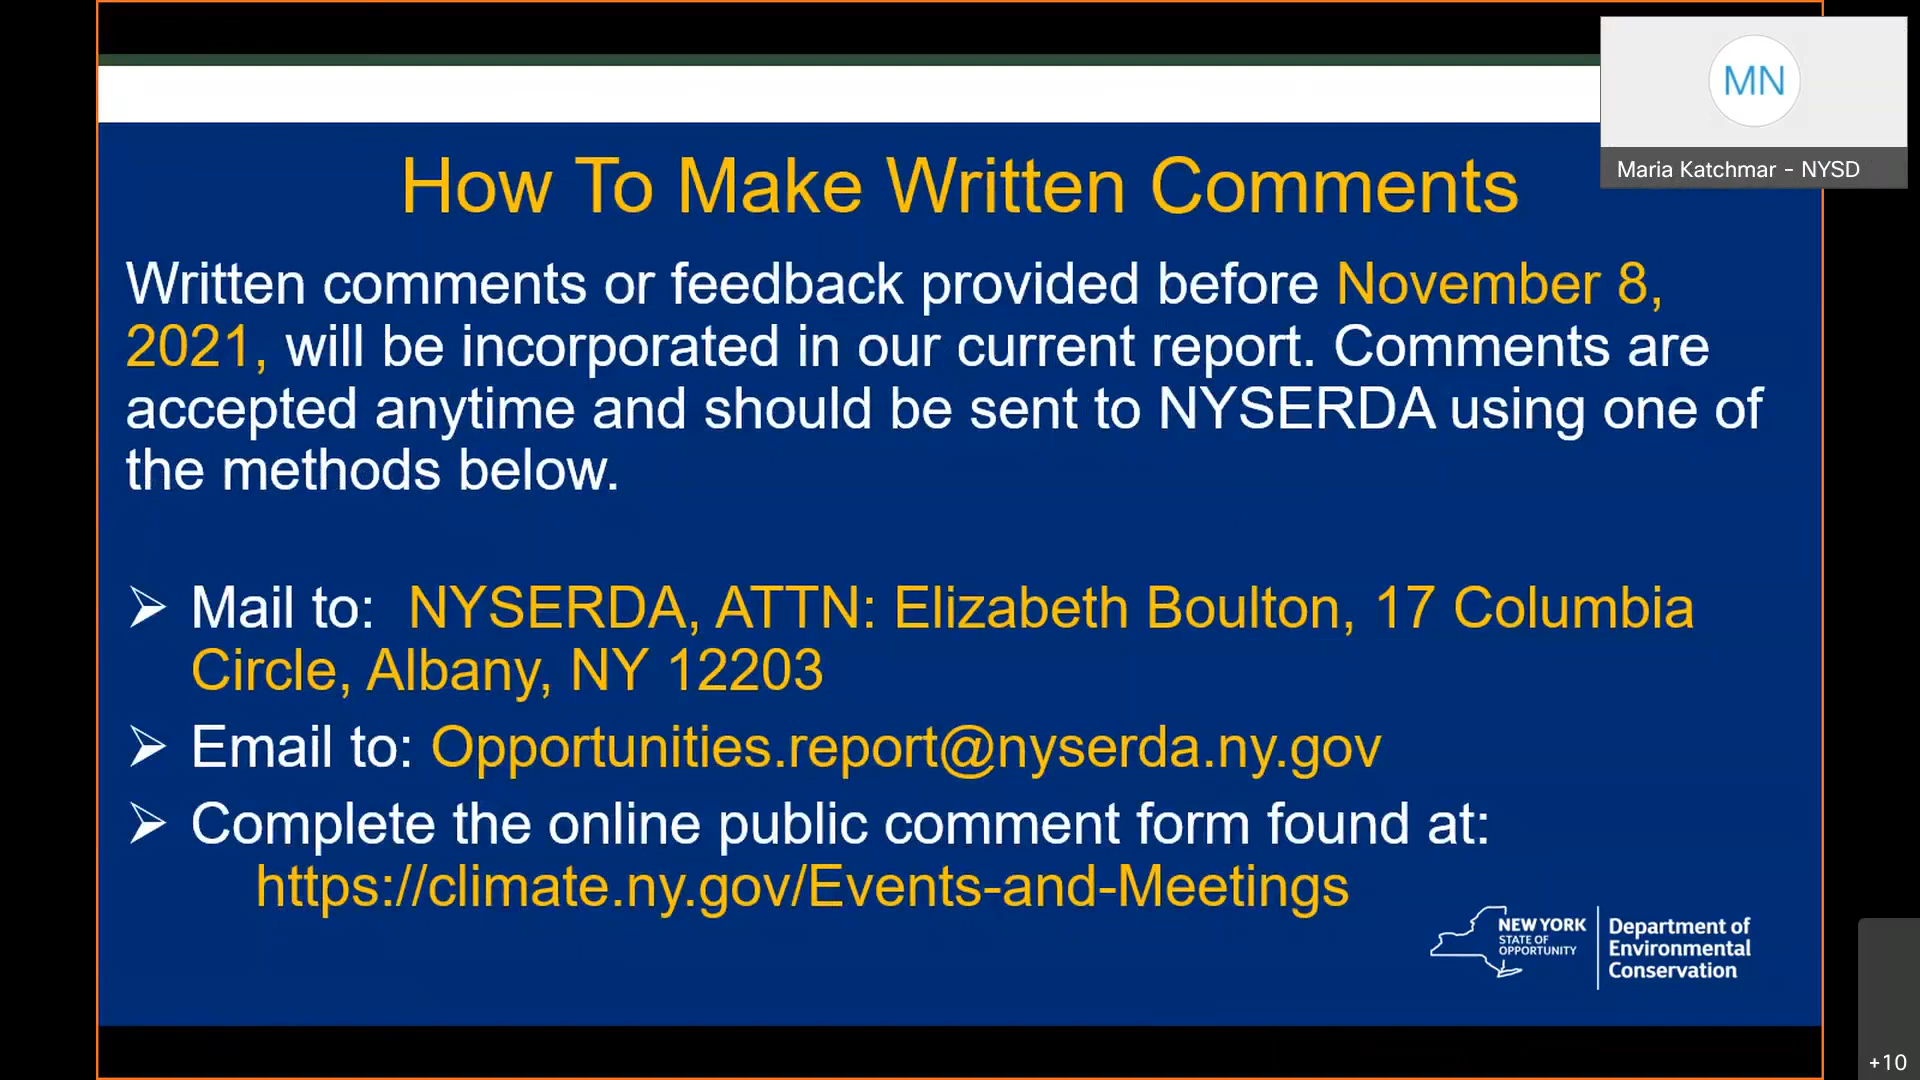 MN
Maria Katchmar - NYSD
How To Make Written Comments
Written comments or feedback provided before November 8,
2021, will be incorporated in our current report. Comments are
accepted anytime and should be sent to NYSERDA using one of
the methods below.
➢ Mail to: NYSERDA, ATTN: Elizabeth Boulton, 17 Columbia
Circle, Albany, NY 12203
➢ Email to: Opportunities.report@nyserda.ny.gov
➢ Complete the online public comment form found at:
https://climate.ny.gov/Events-and-Meetings
NEW YORK
STATE OF
OPPORTUNITY
Department of
Environmental
Conservation
+10